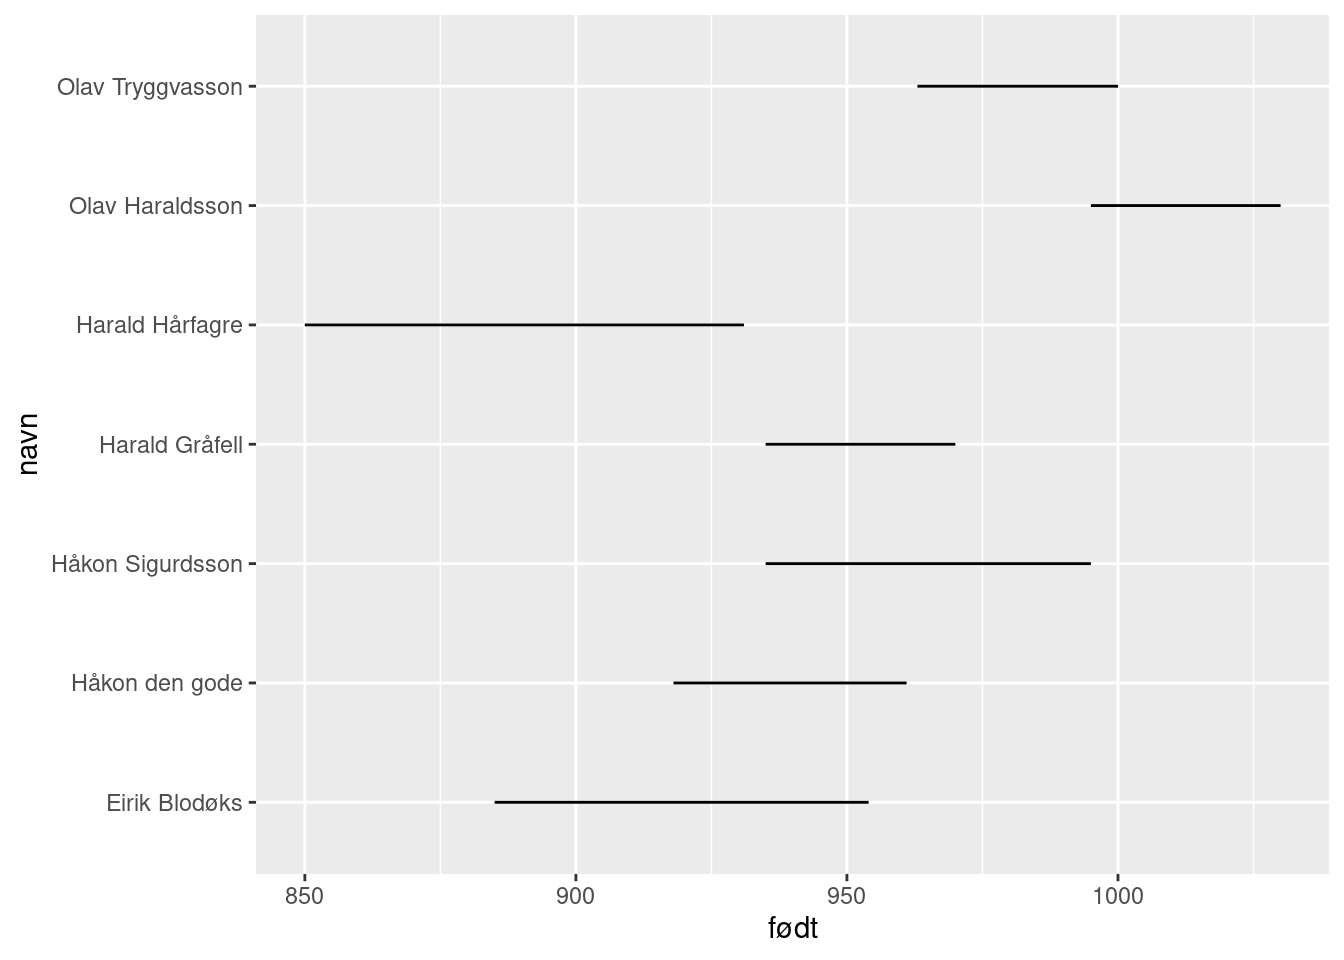 Olav Tryggvasson
Olav Haraldsson
Harald Hårfagre
Harald Gråfell
Håkon Sigurdsson
Håkon den gode
Eirik Blodøks
navn
850 900 950 1000
født